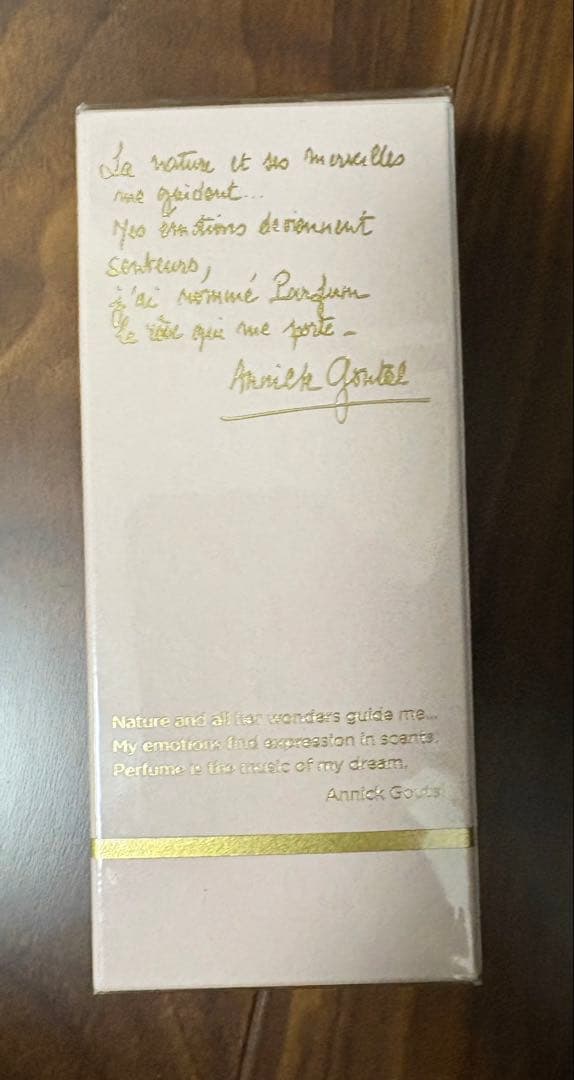 La nature et ses merveilles
me guident...
Mes émotions deviennent
senteurs,
j'ai nommé Parfum
le rêve qui me porte -
Annick Goutal
Nature and all her wonders guide me...
My emotions find expression in scents.
Perfume is the music of my dream.
Annick Goutal